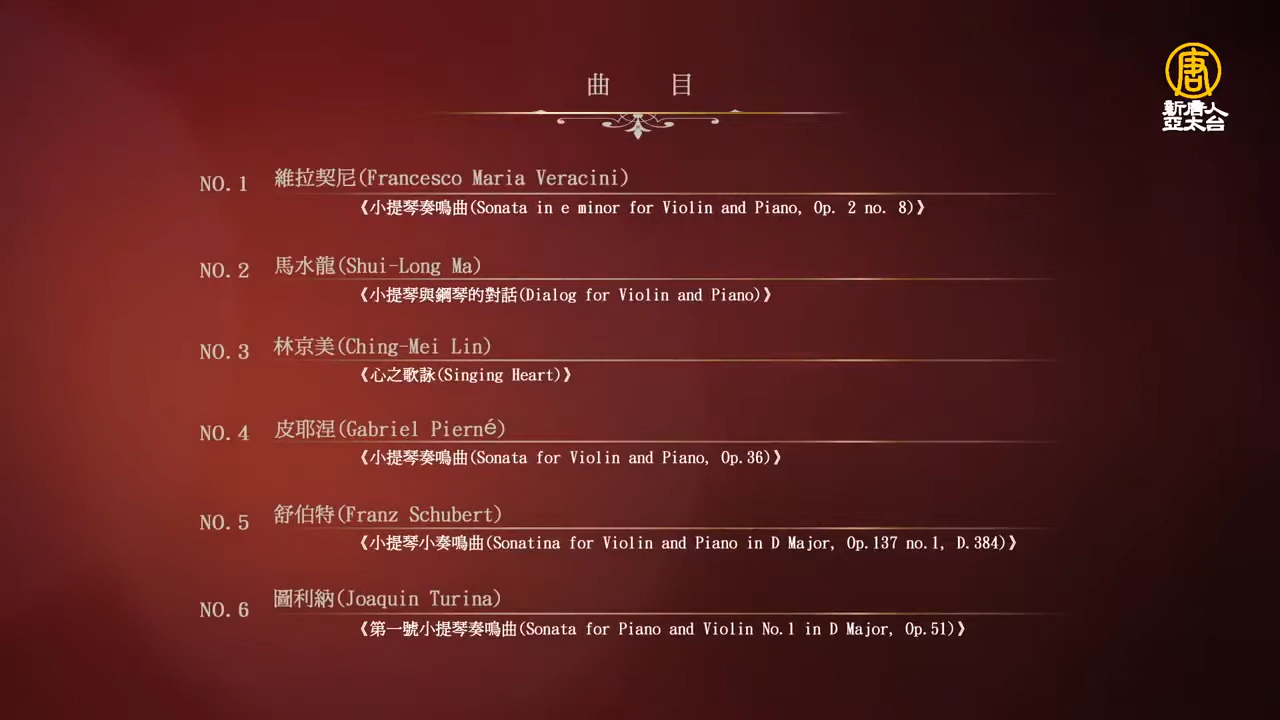 唐
新唐人
亞太台
曲 目
NO. 1 維拉契尼(Francesco Maria Veracini)
《小提琴奏鳴曲(Sonata in e minor for Violin and Piano, Op. 2 no. 8)》
NO. 2 馬水龍(Shui-Long Ma)
《小提琴與鋼琴的對話(Dialog for Violin and Piano)》
NO. 3 林京美(Ching-Mei Lin)
《心之歌詠(Singing Heart)》
NO. 4 皮耶涅(Gabriel Pierné)
《小提琴奏鳴曲(Sonata for Violin and Piano, Op.36)》
NO. 5 舒伯特(Franz Schubert)
《小提琴小奏鳴曲(Sonatina for Violin and Piano in D Major, Op.137 no.1, D.384)》
NO. 6 圖利納(Joaquin Turina)
《第一號小提琴奏鳴曲(Sonata for Piano and Violin No.1 in D Major, Op.51)》